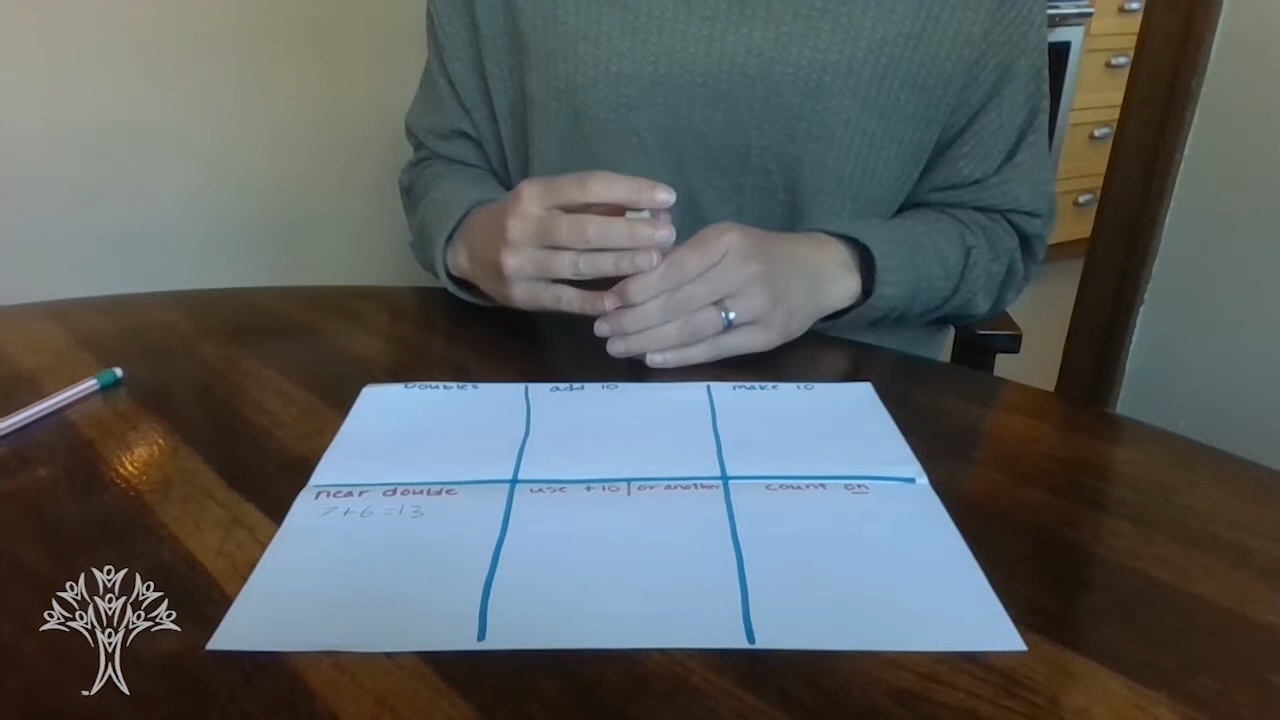 Doubles
add 10
make 10
near double
7+6=13
use +10 | or another
count on